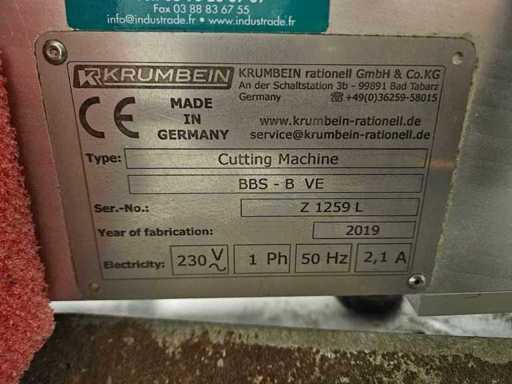 Fax 03 88 83 67 55
info@industrade.fr / www.industrade.fr
KRUMBEIN
KRUMBEIN rationell GmbH & Co.KG
An der Schaltstation 3b - 99891 Bad Tabarz
Germany ☎ +49(0)36259-58015
CE
MADE IN GERMANY
www.krumbein-rationell.de
service@krumbein-rationell.de
Type: Cutting Machine
BBS - B VE
Ser.-No.: Z 1259 L
Year of fabrication: 2019
Electricity: 230 V~ 1 Ph 50 Hz 2,1 A